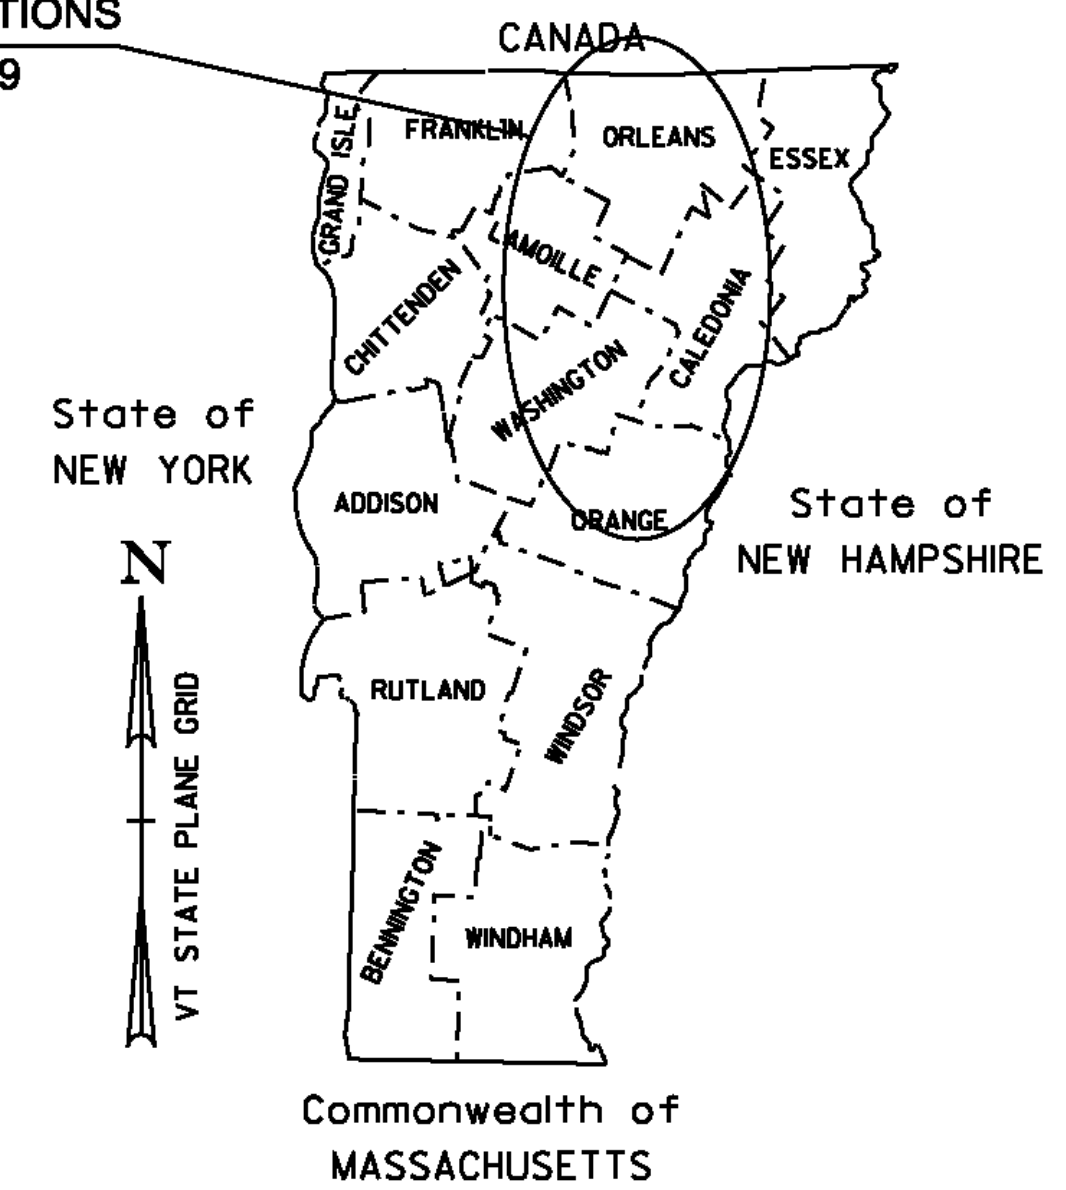 TIONS
9
CANADA
FRANKLIN
ORLEANS
ESSEX
GRAND ISLE
LAMOILLE
CHITTENDEN
CALEDONIA
WASHINGTON
State of
NEW YORK
ADDISON
ORANGE
State of
NEW HAMPSHIRE
N
VT STATE PLANE GRID
RUTLAND
WINDSOR
BENNINGTON
WINDHAM
Commonwealth of
MASSACHUSETTS